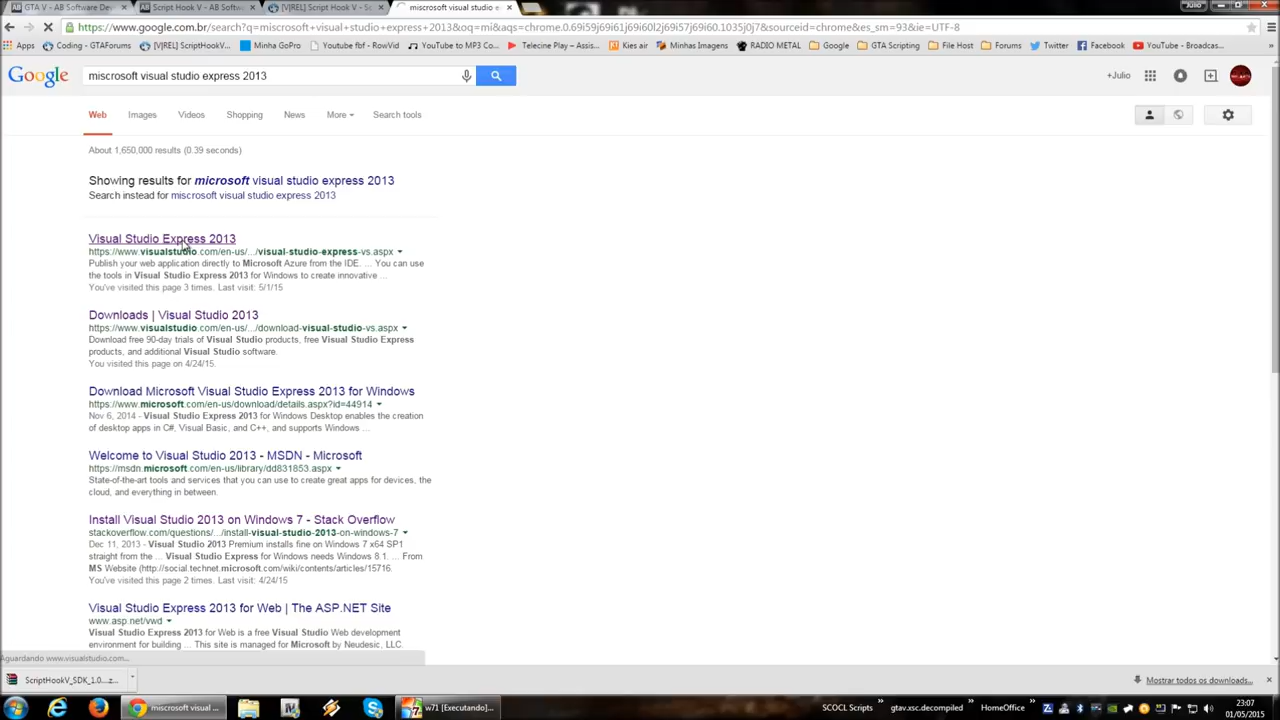 GTA V - AB Software Dev
Script Hook V - AB Softw
[V|REL] Script Hook V - S
miscrosoft visual studio e
Julio
https://www.google.com.br/search?q=miscrosoft+visual+studio+express+2013&oq=mi&aqs=chrome.0.69i59j69i61j69i60l2j69i57j69i60.1035j0j7&sourceid=chrome&es_sm=93&ie=UTF-8
Apps
Coding - GTAForums
[V|REL] ScriptHookV...
Minha GoPro
Youtube fbf - RowVid
YouTube to MP3 Co...
Telecine Play – Assis...
Kies air
Minhas Imagens
RADIO METAL
Google
GTA Scripting
File Host
Forums
Twitter
Facebook
YouTube - Broadcas...
Google
miscrosoft visual studio express 2013
+Julio
Web Images Videos Shopping News More Search tools
About 1,650,000 results (0.39 seconds)
Showing results for microsoft visual studio express 2013
Search instead for miscrosoft visual studio express 2013
Visual Studio Express 2013
https://www.visualstudio.com/en-us/.../visual-studio-express-vs.aspx
Publish your web application directly to Microsoft Azure from the IDE. ... You can use
the tools in Visual Studio Express 2013 for Windows to create innovative ...
You've visited this page 3 times. Last visit: 5/1/15
Downloads | Visual Studio 2013
https://www.visualstudio.com/en-us/.../download-visual-studio-vs.aspx
Download free 90-day trials of Visual Studio products, free Visual Studio Express
products, and additional Visual Studio software.
You visited this page on 4/24/15.
Download Microsoft Visual Studio Express 2013 for Windows
https://www.microsoft.com/en-us/download/details.aspx?id=44914
Nov 6, 2014 - Visual Studio Express 2013 for Windows Desktop enables the creation
of desktop apps in C#, Visual Basic, and C++, and supports Windows ...
Welcome to Visual Studio 2013 - MSDN - Microsoft
https://msdn.microsoft.com/en-us/library/dd831853.aspx
State-of-the-art tools and services that you can use to create great apps for devices, the
cloud, and everything in between.
Install Visual Studio 2013 on Windows 7 - Stack Overflow
stackoverflow.com/questions/.../install-visual-studio-2013-on-windows-7
Dec 11, 2013 - Visual Studio 2013 Premium installs fine on Windows 7 x64 SP1
straight from the ... Visual Studio Express for Windows needs Windows 8.1. ... From
MS Website (http://social.technet.microsoft.com/wiki/contents/articles/15716.
You've visited this page 2 times. Last visit: 4/24/15
Visual Studio Express 2013 for Web | The ASP.NET Site
www.asp.net/vwd
Visual Studio Express 2013 for Web is a free Visual Studio Web development
environment for building ... This site is managed for Microsoft by Neudesic, LLC.
Aguardando www.visualstudio.com...
ScriptHookV_SDK_1.0....z...
Mostrar todos os downloads...
miscrosoft visual ...
w71 [Executando]...
SCOCL Scripts
gtav.xsc.decompiled
HomeOffice
23:07
01/05/2015